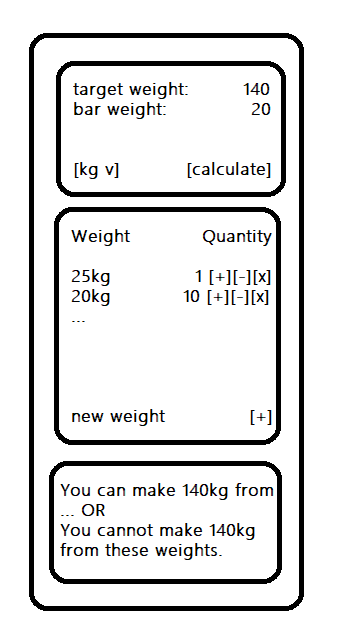 target weight: 140
bar weight: 20
[kg v] [calculate]
Weight Quantity
25kg 1 [+][-][x]
20kg 10 [+][-][x]
...
new weight [+]
You can make 140kg from
... OR
You cannot make 140kg
from these weights.